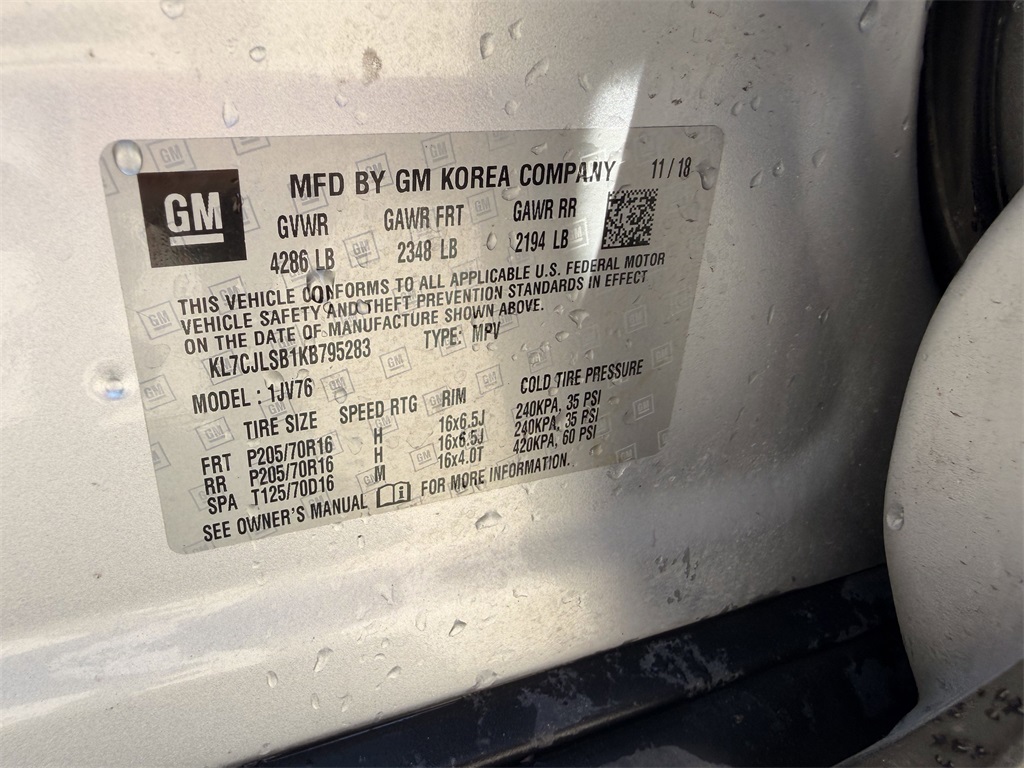 GM
MFD BY GM KOREA COMPANY 11 / 18
GVWR GAWR FRT GAWR RR
4286 LB 2348 LB 2194 LB
THIS VEHICLE CONFORMS TO ALL APPLICABLE U.S. FEDERAL MOTOR
VEHICLE SAFETY AND THEFT PREVENTION STANDARDS IN EFFECT
ON THE DATE OF MANUFACTURE SHOWN ABOVE.
KL7CJLSB1KB795283 TYPE: MPV
MODEL : 1JV76
TIRE SIZE SPEED RTG RIM COLD TIRE PRESSURE
FRT P205/70R16 H 16x6.5J 240KPA, 35 PSI
RR P205/70R16 H 16x6.5J 240KPA, 35 PSI
SPA T125/70D16 M 16x4.0T 420KPA, 60 PSI
SEE OWNER'S MANUAL FOR MORE INFORMATION.